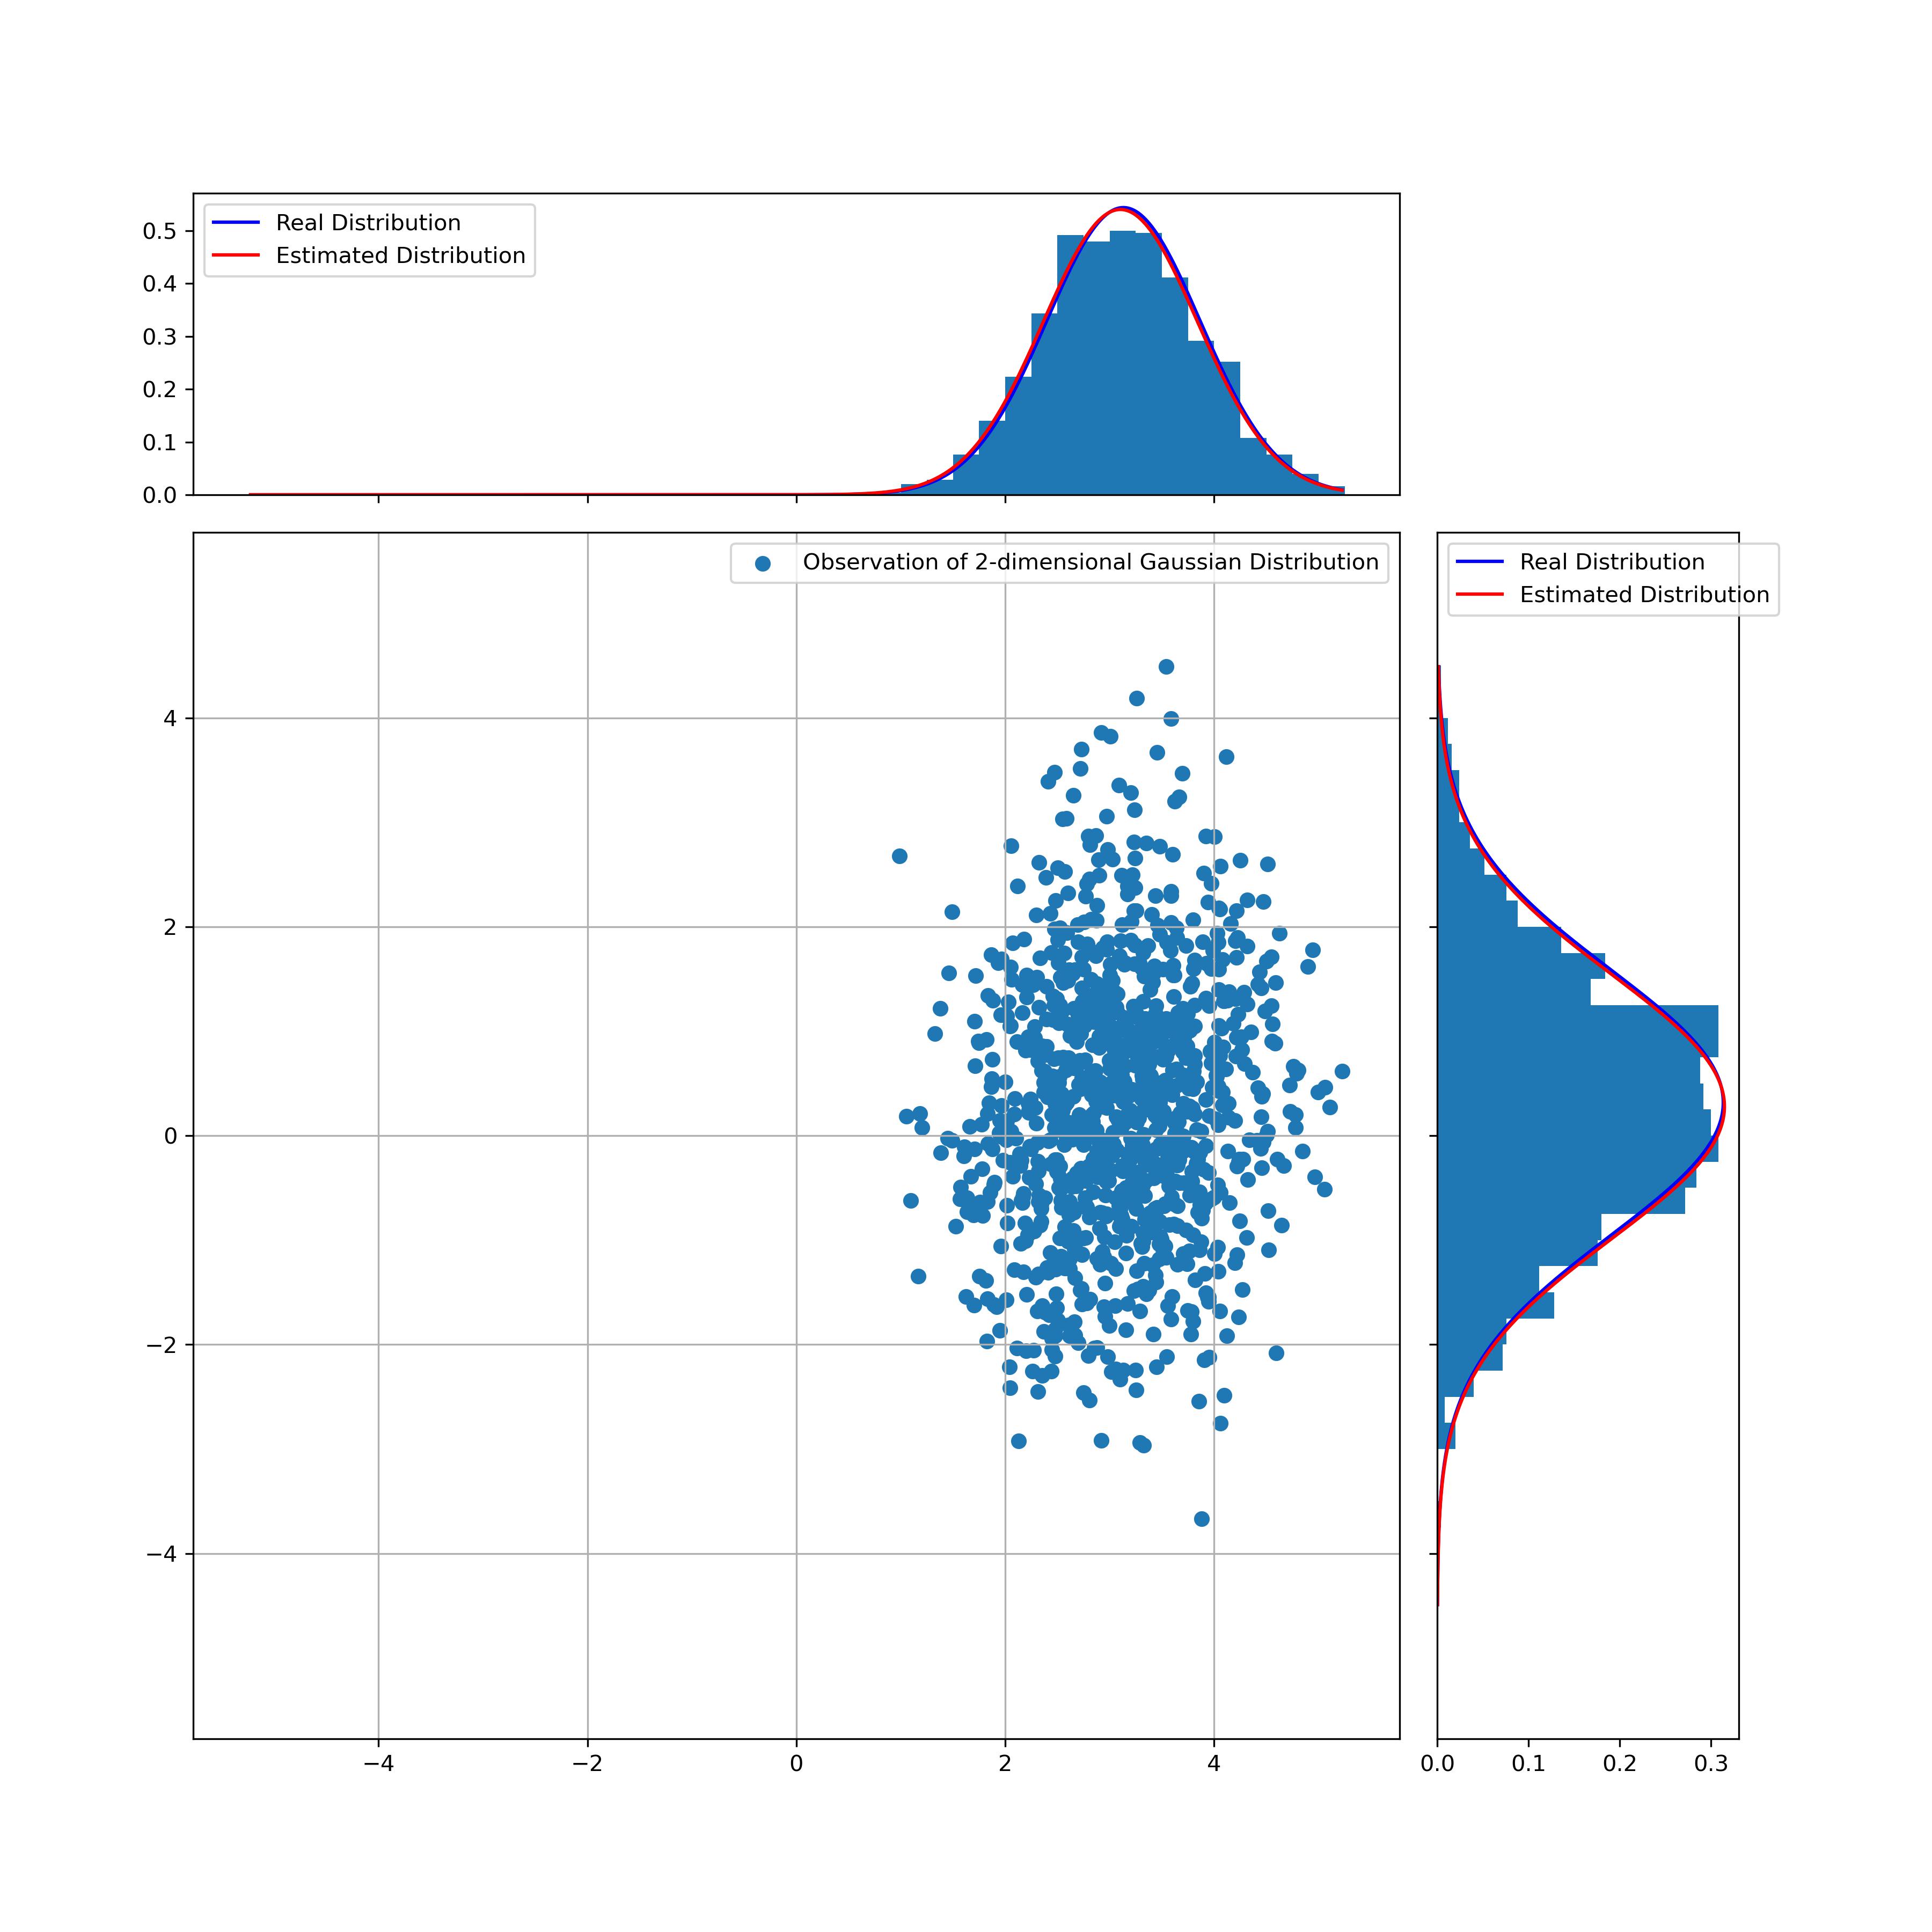 Real Distribution
Estimated Distribution
0.5
0.4
0.3
0.2
0.1
0.0
Observation of 2-dimensional Gaussian Distribution
Real Distribution
Estimated Distribution
4
2
0
−2
−4
−4 −2 0 2 4
0.0 0.1 0.2 0.3